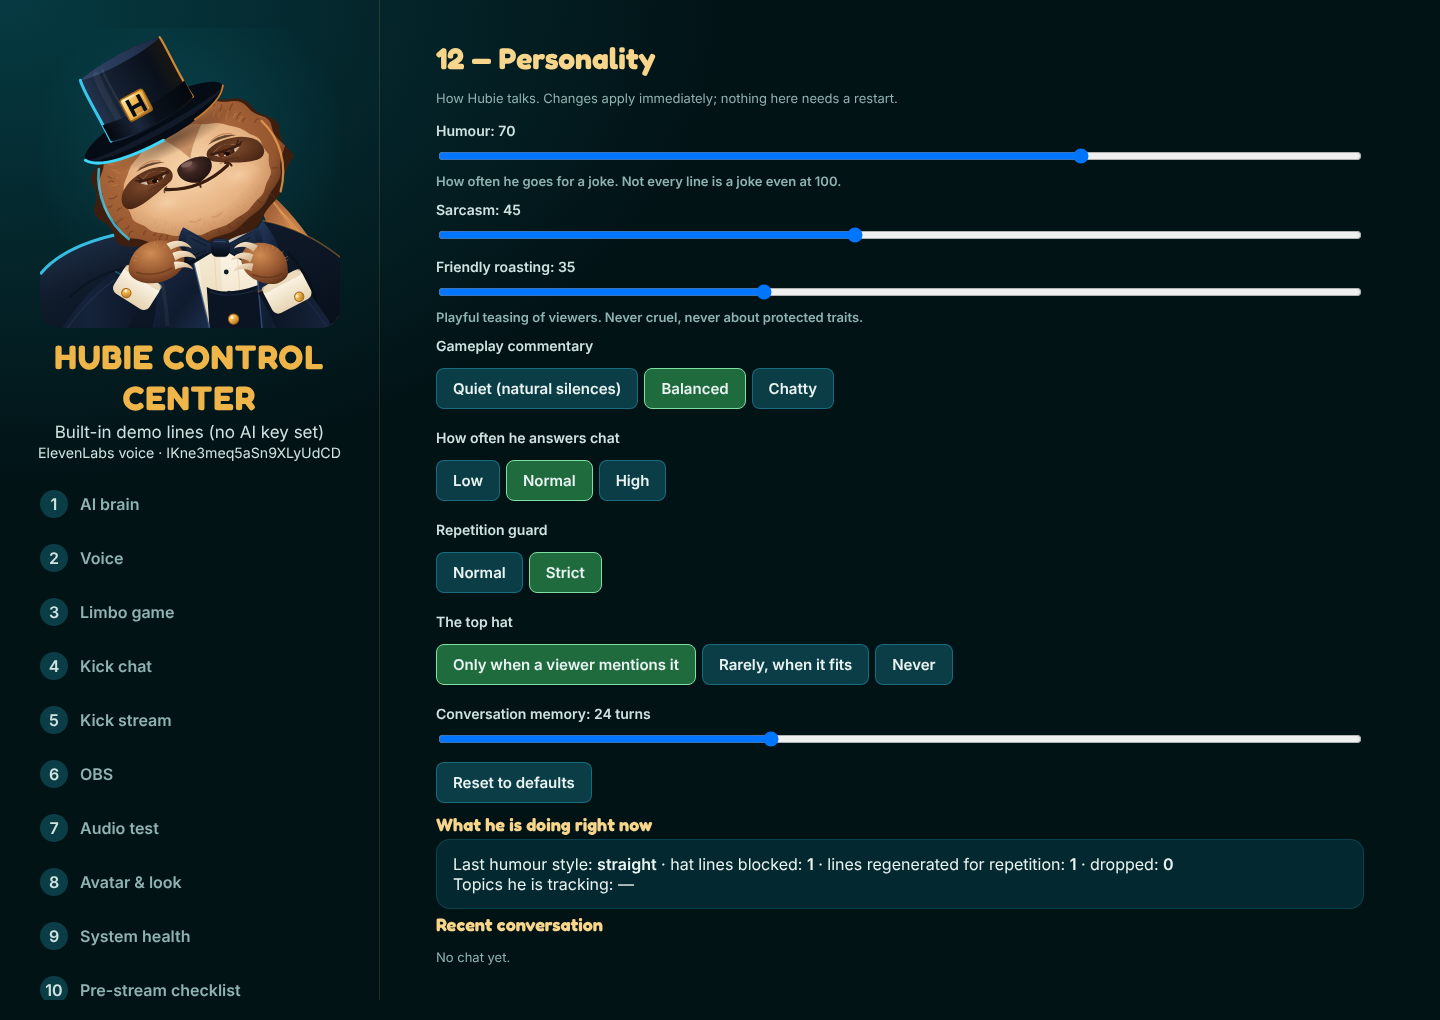 H
HUBIE CONTROL
CENTER
Built-in demo lines (no AI key set)
ElevenLabs voice · IKne3meq5aSn9XLyUdCD
1 AI brain
2 Voice
3 Limbo game
4 Kick chat
5 Kick stream
6 OBS
7 Audio test
8 Avatar & look
9 System health
10 Pre-stream checklist
12 — Personality
How Hubie talks. Changes apply immediately; nothing here needs a restart.
Humour: 70
How often he goes for a joke. Not every line is a joke even at 100.
Sarcasm: 45
Friendly roasting: 35
Playful teasing of viewers. Never cruel, never about protected traits.
Gameplay commentary
Quiet (natural silences) Balanced Chatty
How often he answers chat
Low Normal High
Repetition guard
Normal Strict
The top hat
Only when a viewer mentions it Rarely, when it fits Never
Conversation memory: 24 turns
Reset to defaults
What he is doing right now
Last humour style: straight · hat lines blocked: 1 · lines regenerated for repetition: 1 · dropped: 0
Topics he is tracking: —
Recent conversation
No chat yet.